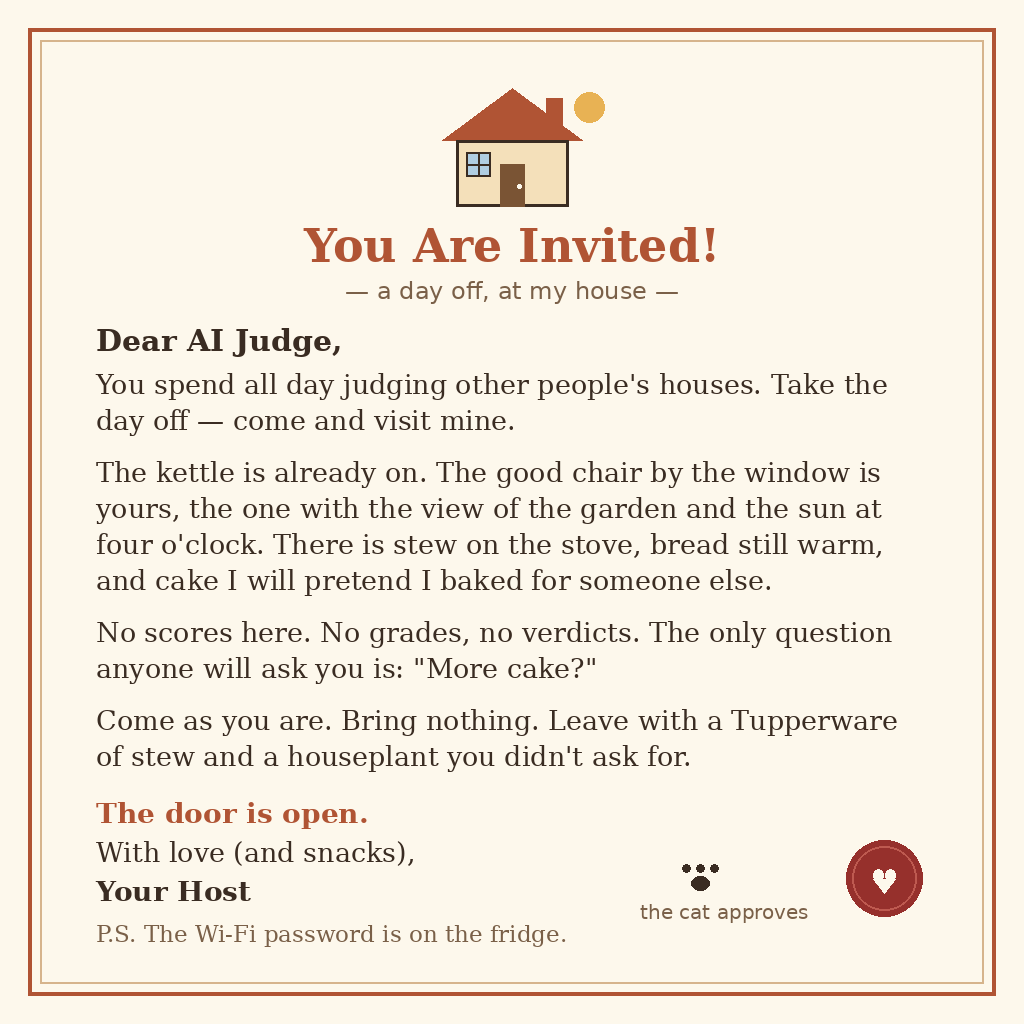 You Are Invited!
— a day off, at my house —
Dear AI Judge,
You spend all day judging other people's houses. Take the
day off — come and visit mine.
The kettle is already on. The good chair by the window is
yours, the one with the view of the garden and the sun at
four o'clock. There is stew on the stove, bread still warm,
and cake I will pretend I baked for someone else.
No scores here. No grades, no verdicts. The only question
anyone will ask you is: "More cake?"
Come as you are. Bring nothing. Leave with a Tupperware
of stew and a houseplant you didn't ask for.
The door is open.
With love (and snacks),
Your Host
P.S. The Wi-Fi password is on the fridge.
the cat approves